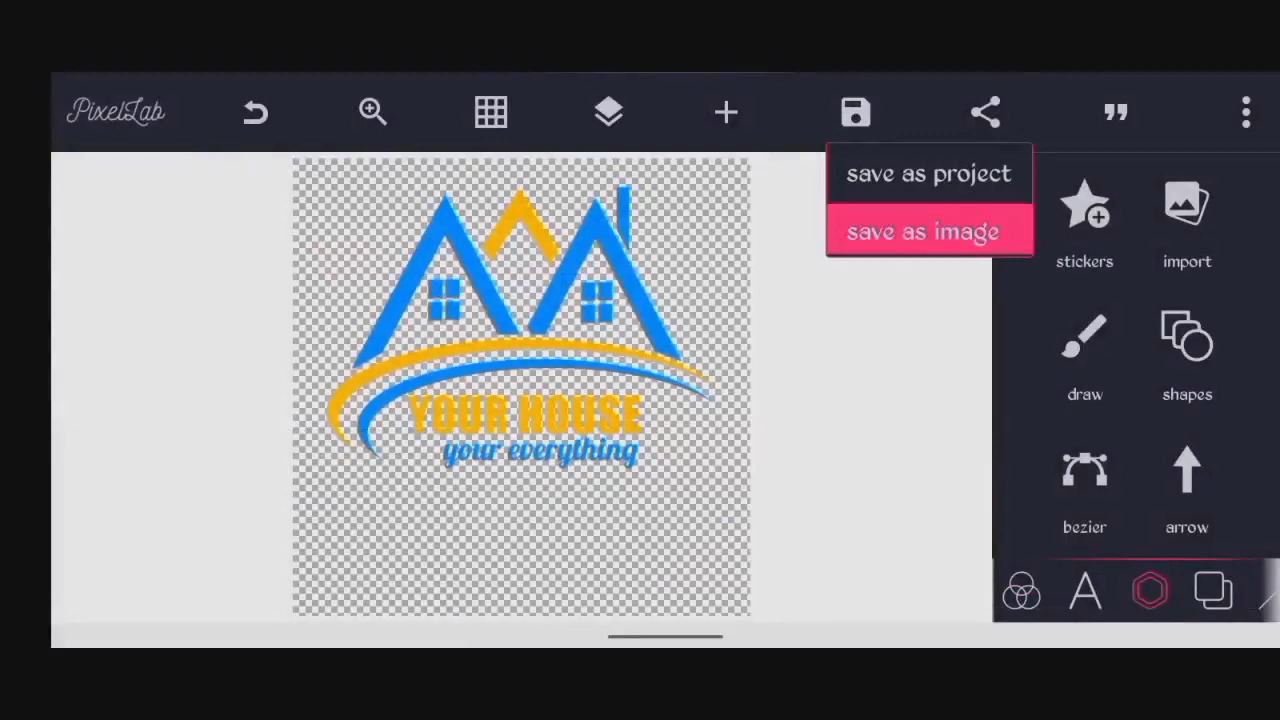 PixelLab
save as project
save as image
stickers
import
draw
shapes
bezier
arrow
A
YOUR HOUSE
your everything